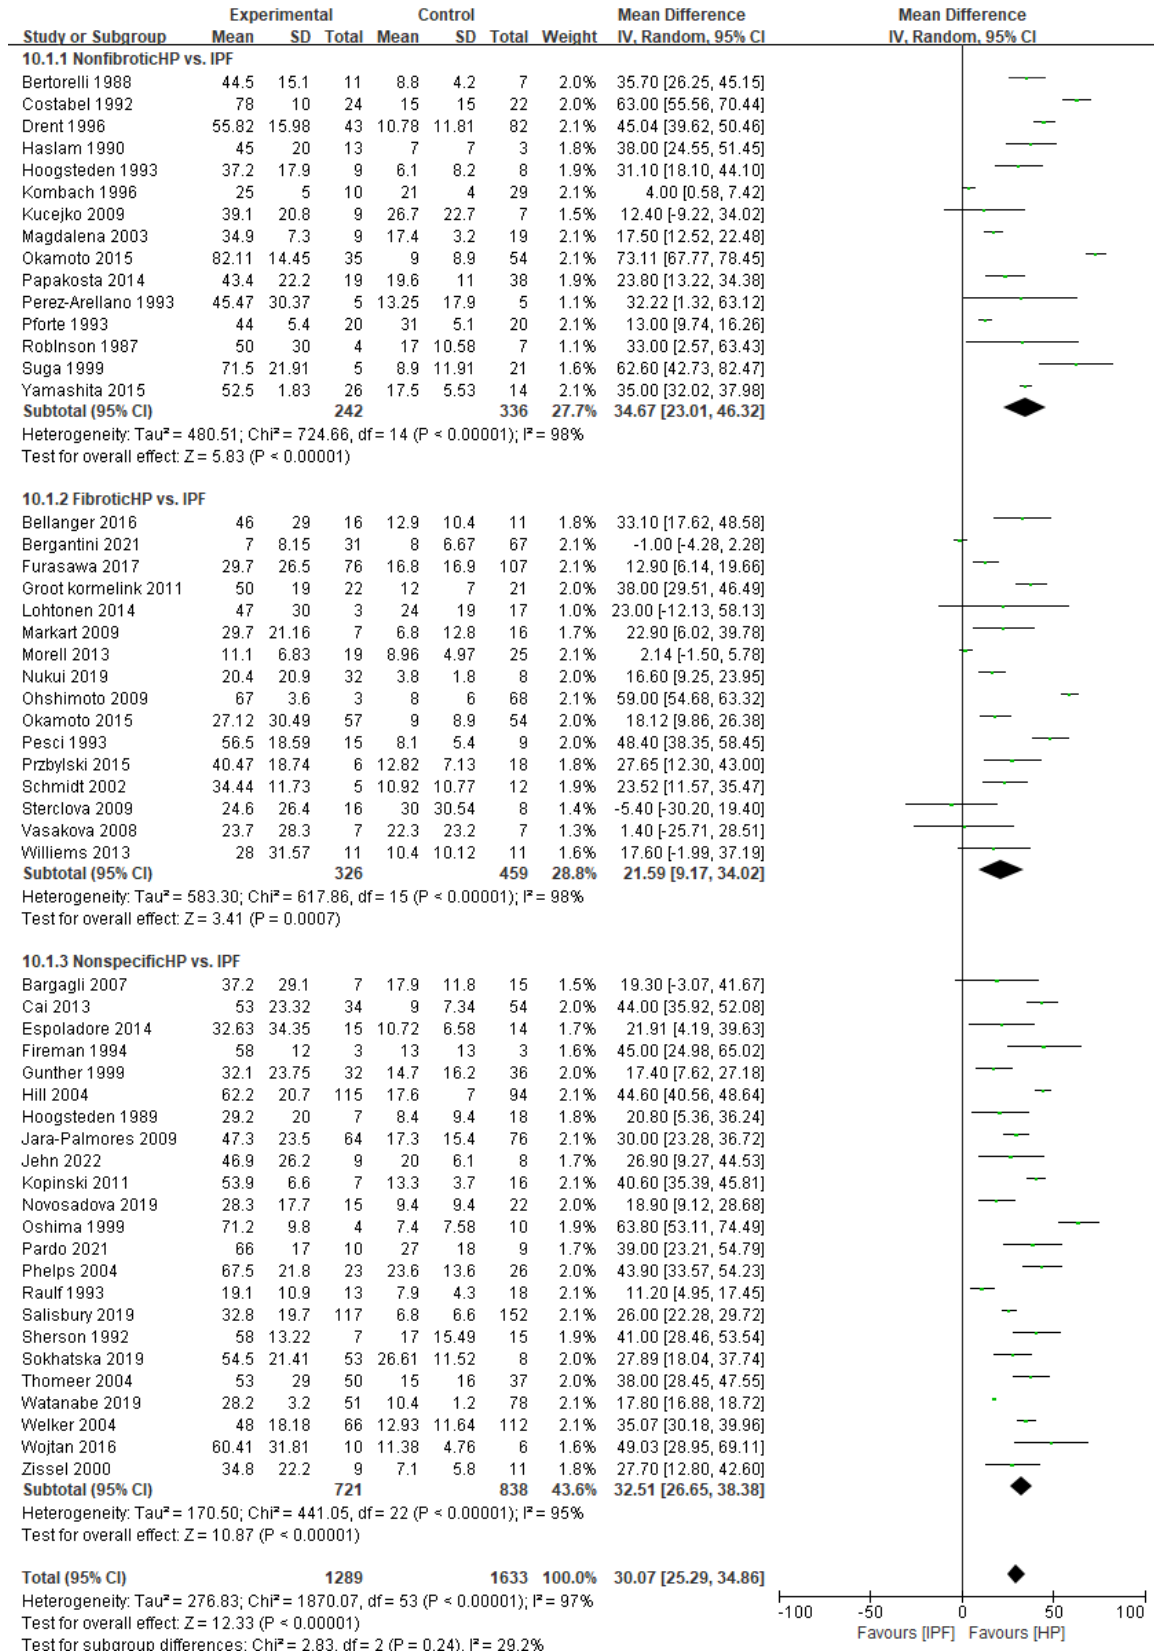 Experimental Control Mean Difference Mean Difference
Study or Subgroup Mean SD Total Mean SD Total Weight IV, Random, 95% CI IV, Random, 95% CI
10.1.1 NonfibroticHP vs. IPF
Bertorelli 1988 44.5 15.1 11 8.8 4.2 7 2.0% 35.70 [26.25, 45.15]
Costabel 1992 78 10 24 15 15 22 2.0% 63.00 [55.56, 70.44]
Drent 1996 55.82 15.98 43 10.78 11.81 82 2.1% 45.04 [39.62, 50.46]
Haslam 1990 45 20 13 7 7 3 1.8% 38.00 [24.55, 51.45]
Hoogsteden 1993 37.2 17.9 9 6.1 8.2 8 1.9% 31.10 [18.10, 44.10]
Kombach 1996 25 5 10 21 4 29 2.1% 4.00 [0.58, 7.42]
Kucejko 2009 39.1 20.8 9 26.7 22.7 7 1.5% 12.40 [-9.22, 34.02]
Magdalena 2003 34.9 7.3 9 17.4 3.2 19 2.1% 17.50 [12.52, 22.48]
Okamoto 2015 82.11 14.45 35 9 8.9 54 2.1% 73.11 [67.77, 78.45]
Papakosta 2014 43.4 22.2 19 19.6 11 38 2.0% 23.80 [13.22, 34.38]
Perez-Arellano 1993 45.47 30.37 5 13.25 17.9 5 1.1% 32.22 [1.32, 63.12]
Pforte 1993 44 5.4 20 31 5.1 20 2.1% 13.00 [9.74, 16.26]
Roblnson 1987 50 30 4 17 10.58 7 1.1% 33.00 [2.57, 63.43]
Suga 1999 71.5 21.91 5 8.9 11.91 21 1.6% 62.60 [42.73, 82.47]
Yamashita 2015 52.5 1.83 26 17.5 5.53 14 2.1% 35.00 [32.02, 37.98]
Subtotal (95% CI) 242 336 27.7% 34.67 [23.01, 46.32]
Heterogeneity: Tau² = 480.51; Chi² = 724.66, df = 14 (P < 0.00001); I² = 98%
Test for overall effect: Z = 5.83 (P < 0.00001)
10.1.2 FibroticHP vs. IPF
Bellanger 2016 46 29 16 12.9 10.4 11 1.8% 33.10 [17.62, 48.58]
Bergantini 2021 7 8.15 31 8 6.67 67 2.1% -1.00 [-4.28, 2.28]
Furasawa 2017 29.7 26.5 76 16.8 16.9 107 2.1% 12.90 [6.14, 19.66]
Groot kormelink 2011 50 19 22 12 7 21 2.0% 38.00 [29.51, 46.49]
Lohtonen 2014 47 30 3 24 19 17 1.0% 23.00 [-12.13, 58.13]
Markart 2009 29.7 21.16 7 6.8 12.8 16 1.7% 22.90 [6.02, 39.78]
Morell 2013 11.1 6.83 19 8.96 4.97 25 2.1% 2.14 [-1.50, 5.78]
Nukui 2019 20.4 20.9 32 3.8 1.8 8 2.0% 16.60 [9.25, 23.95]
Ohshimoto 2009 67 3.6 3 8 6 68 2.1% 59.00 [54.68, 63.32]
Okamoto 2015 27.12 30.49 57 9 8.9 54 2.0% 18.12 [9.86, 26.38]
Pesci 1993 56.5 18.59 15 8.1 5.4 9 2.0% 48.40 [38.35, 58.45]
Przbylski 2015 40.47 18.74 6 12.82 7.13 18 1.8% 27.65 [12.30, 43.00]
Schmidt 2002 34.44 11.73 5 10.92 10.77 12 1.9% 23.52 [11.57, 35.47]
Sterclova 2009 24.6 26.4 16 30 30.54 8 1.4% -5.40 [-30.20, 19.40]
Vasakova 2008 23.7 28.3 7 22.3 23.2 7 1.3% 1.40 [-25.71, 28.51]
Williems 2013 28 31.57 11 10.4 10.12 11 1.6% 17.60 [-1.99, 37.19]
Subtotal (95% CI) 326 459 28.8% 21.59 [9.17, 34.02]
Heterogeneity: Tau² = 583.30; Chi² = 617.86, df = 15 (P < 0.00001); I² = 98%
Test for overall effect: Z = 3.41 (P = 0.0007)
10.1.3 NonspecificHP vs. IPF
Bargagli 2007 37.2 29.1 7 17.9 11.8 15 1.5% 19.30 [-3.07, 41.67]
Cai 2013 53 23.32 34 9 7.34 54 2.0% 44.00 [35.92, 52.08]
Espoladore 2014 32.63 34.35 15 10.72 6.58 14 1.7% 21.91 [4.19, 39.63]
Fireman 1994 58 12 3 13 13 3 1.6% 45.00 [24.98, 65.02]
Gunther 1999 32.1 23.75 32 14.7 16.2 36 2.0% 17.40 [7.62, 27.18]
Hill 2004 62.2 20.7 115 17.6 7 94 2.1% 44.60 [40.56, 48.64]
Hoogsteden 1989 29.2 20 7 8.4 9.4 18 1.8% 20.80 [5.36, 36.24]
Jara-Palmores 2009 47.3 23.5 64 17.3 15.4 76 2.1% 30.00 [23.28, 36.72]
Jehn 2022 46.9 26.2 9 20 6.1 8 1.7% 26.90 [9.27, 44.53]
Kopinski 2011 53.9 6.6 7 13.3 3.7 16 2.1% 40.60 [35.39, 45.81]
Novosadova 2019 28.3 17.7 15 9.4 9.4 22 2.0% 18.90 [9.12, 28.68]
Oshima 1999 71.2 9.8 4 7.4 7.58 10 1.9% 63.80 [53.11, 74.49]
Pardo 2021 66 17 10 27 18 9 1.7% 39.00 [23.21, 54.79]
Phelps 2004 67.5 21.8 23 23.6 13.6 26 2.0% 43.90 [33.57, 54.23]
Raulf 1993 19.1 10.9 13 7.9 4.3 18 2.1% 11.20 [4.95, 17.45]
Salisbury 2019 32.8 19.7 117 6.8 6.6 152 2.1% 26.00 [22.28, 29.72]
Sherson 1992 58 13.22 7 17 15.49 15 1.9% 41.00 [28.46, 53.54]
Sokhatska 2019 54.5 21.41 53 26.61 11.52 8 2.0% 27.89 [18.04, 37.74]
Thomeer 2004 53 29 50 15 16 37 2.0% 38.00 [28.45, 47.55]
Watanabe 2019 28.2 3.2 51 10.4 1.2 78 2.2% 17.80 [16.88, 18.72]
Welker 2004 48 18.18 66 12.93 11.64 112 2.1% 35.07 [30.18, 39.96]
Wojtan 2016 60.41 31.81 10 11.38 4.76 6 1.6% 49.03 [28.95, 69.11]
Zissel 2000 34.8 22.2 9 7.1 5.8 11 1.8% 27.70 [12.80, 42.60]
Subtotal (95% CI) 721 838 43.6% 32.51 [26.65, 38.38]
Heterogeneity: Tau² = 170.50; Chi² = 441.05, df = 22 (P < 0.00001); I² = 95%
Test for overall effect: Z = 10.87 (P < 0.00001)
Total (95% CI) 1289 1633 100.0% 30.07 [25.29, 34.86]
Heterogeneity: Tau² = 276.83; Chi² = 1870.07, df = 53 (P < 0.00001); I² = 97%
Test for overall effect: Z = 12.33 (P < 0.00001)
Test for subgroup differences: Chi² = 2.83, df = 2 (P = 0.24), I² = 29.2%
-100 -50 0 50 100
Favours [IPF] Favours [HP]